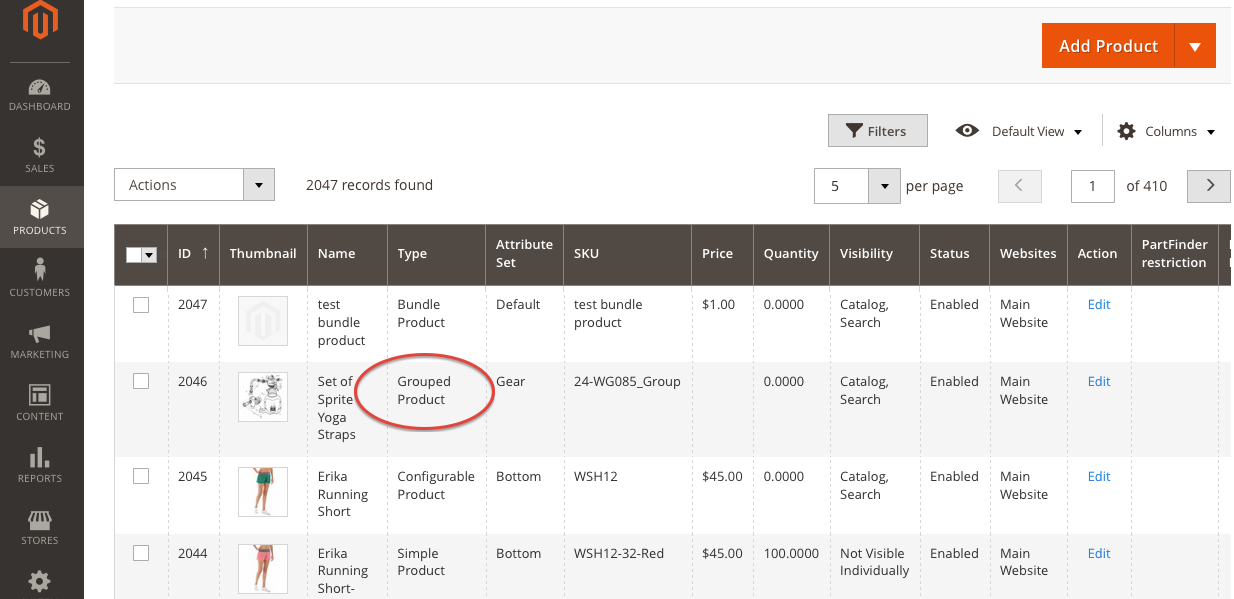 Add Product
DASHBOARD
SALES
PRODUCTS
CUSTOMERS
MARKETING
CONTENT
REPORTS
STORES
Filters
Default View
Columns
Actions
2047 records found
5 per page
1 of 410
ID ↑ Thumbnail Name Type Attribute Set SKU Price Quantity Visibility Status Websites Action PartFinder restriction
2047 test bundle product Bundle Product Default test bundle product $1.00 0.0000 Catalog, Search Enabled Main Website Edit
2046 Set of Sprite Yoga Straps Grouped Product Gear 24-WG085_Group 0.0000 Catalog, Search Enabled Main Website Edit
2045 Erika Running Short Configurable Product Bottom WSH12 $45.00 0.0000 Catalog, Search Enabled Main Website Edit
2044 Erika Running Short- Simple Product Bottom WSH12-32-Red $45.00 100.0000 Not Visible Individually Enabled Main Website Edit